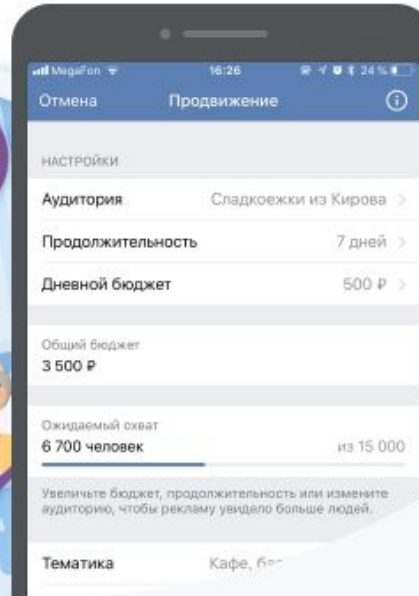 MegaFon 16:26 24 %
Отмена Продвижение
НАСТРОЙКИ
Аудитория Сладкоежки из Кирова
Продолжительность 7 дней
Дневной бюджет 500 ₽
Общий бюджет
3 500 ₽
Ожидаемый охват
6 700 человек из 15 000
Увеличьте бюджет, продолжительность или измените
аудиторию, чтобы рекламу увидело больше людей.
Тематика Кафе,